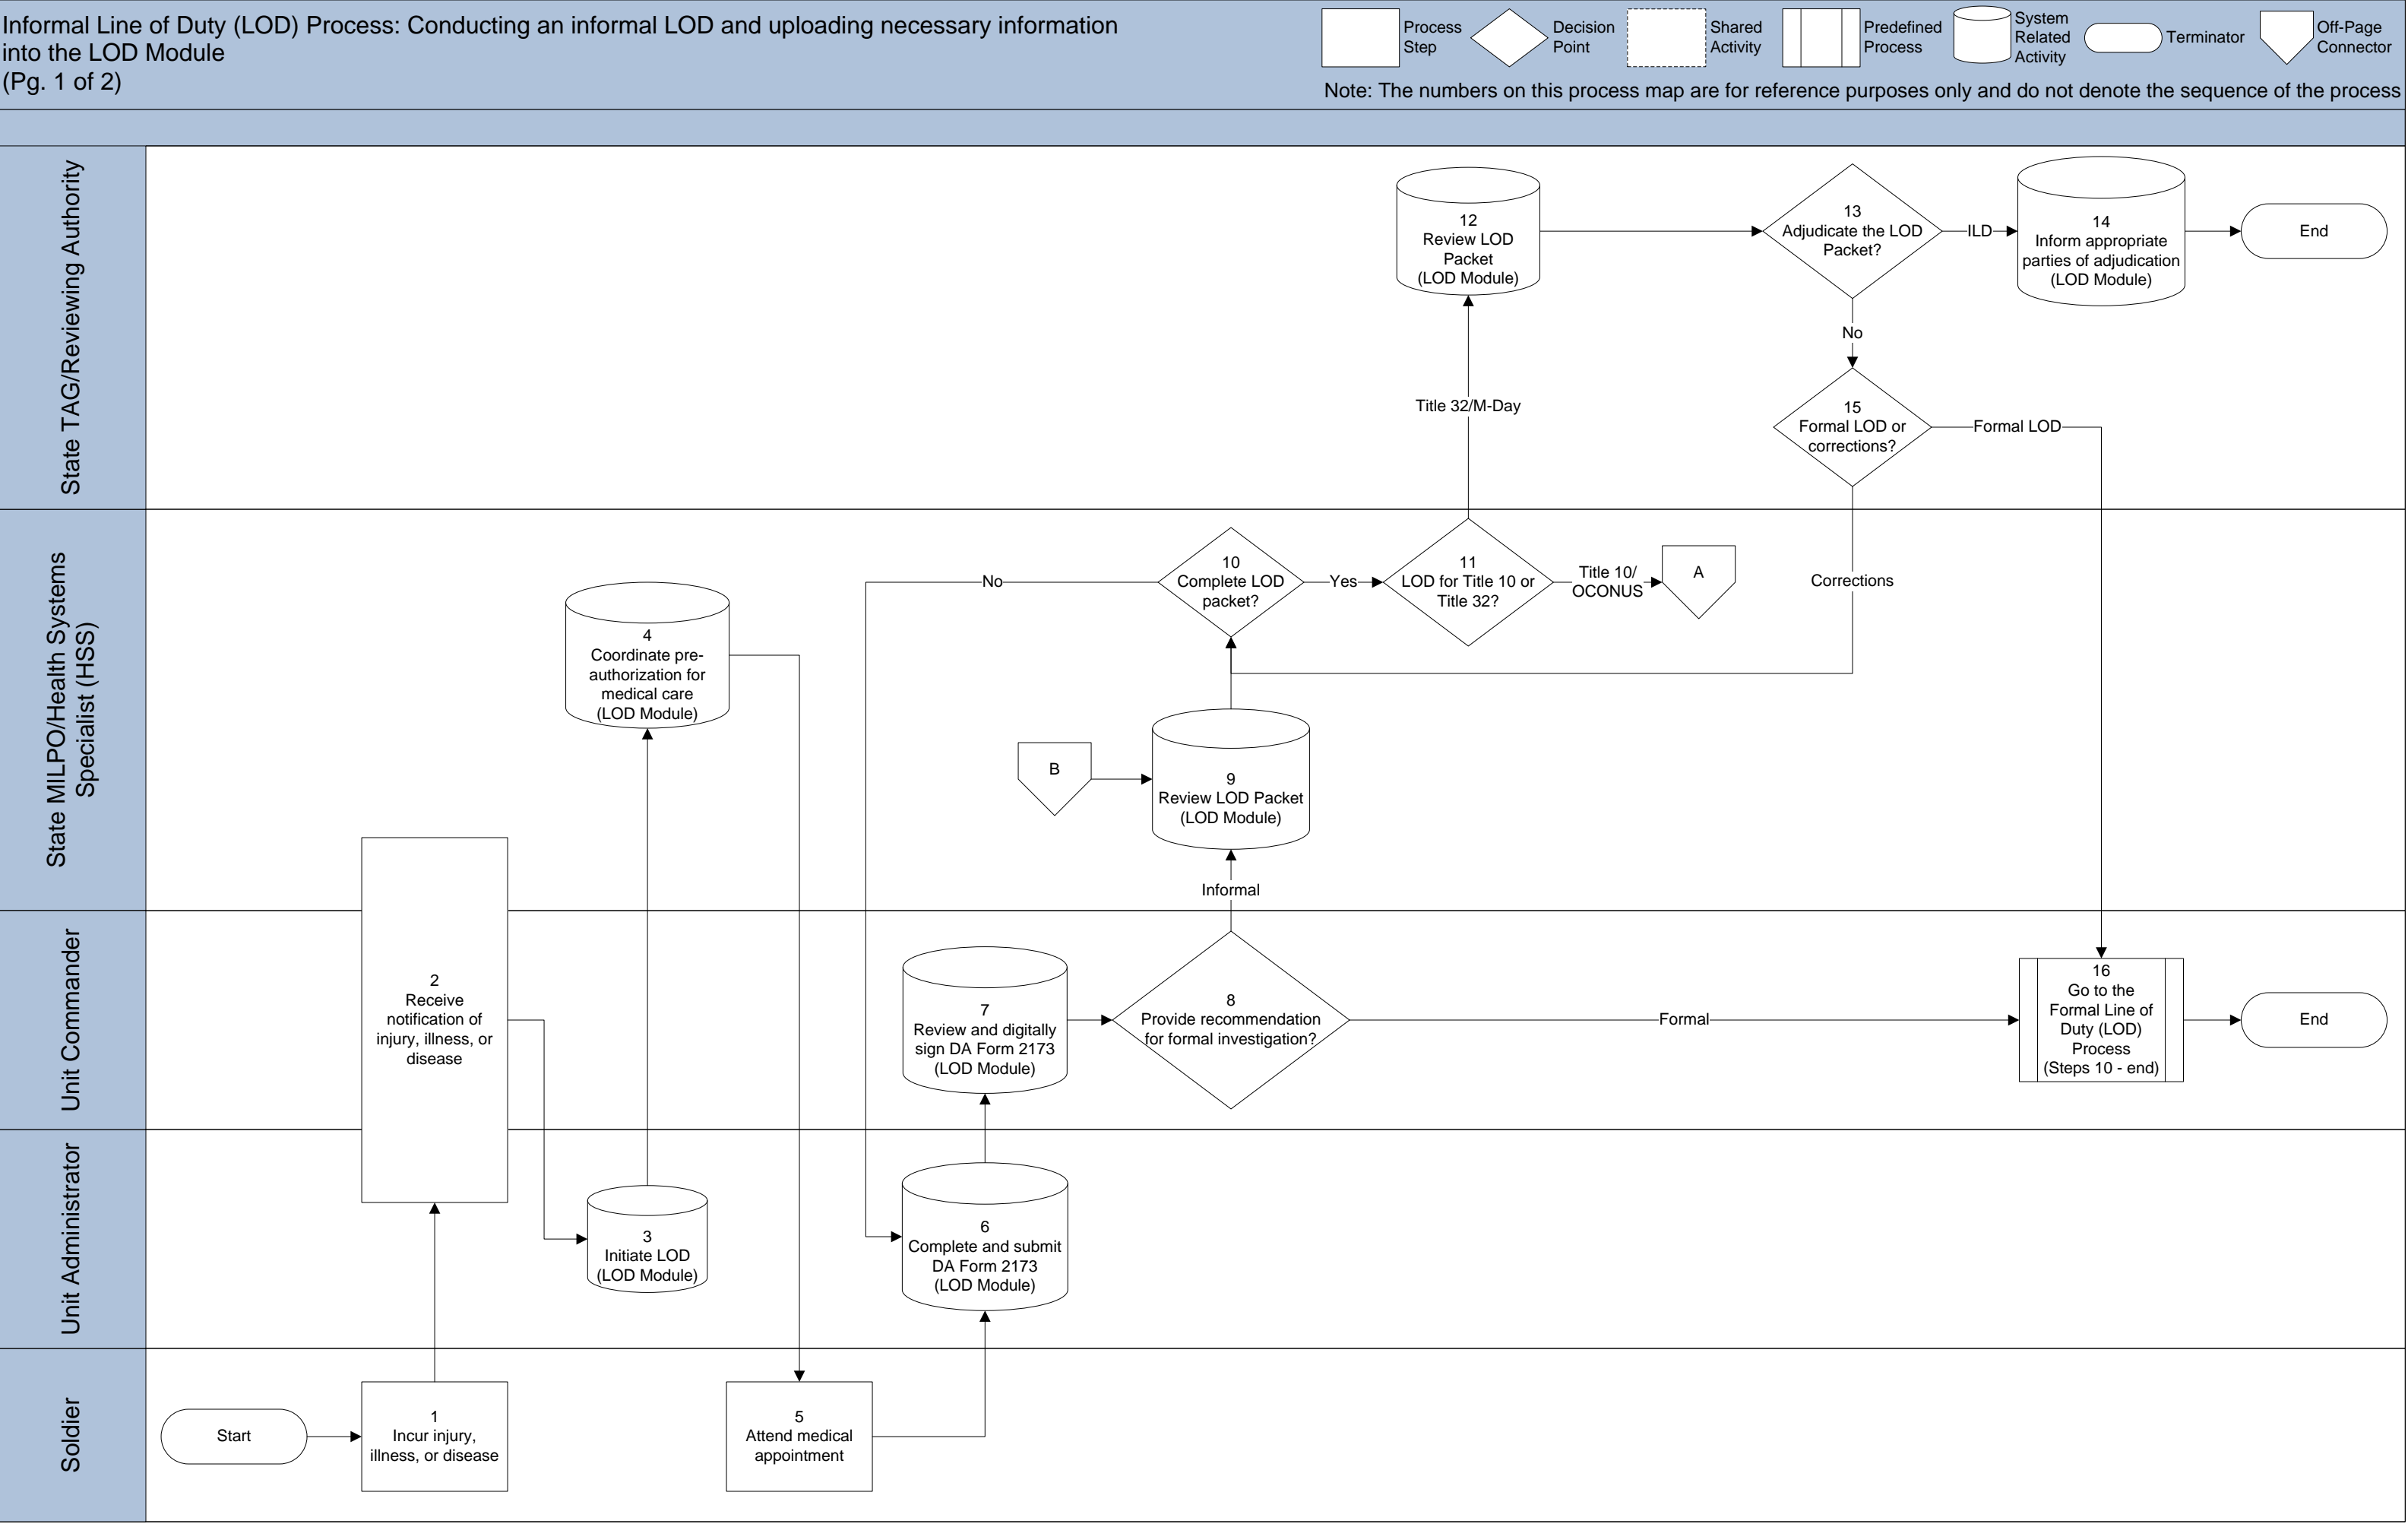 Informal Line of Duty (LOD) Process: Conducting an informal LOD and uploading necessary information
into the LOD Module
(Pg. 1 of 2)
Process
Step
Decision
Point
Shared
Activity
Predefined
Process
System
Related
Activity
Terminator
Off-Page
Connector
Note: The numbers on this process map are for reference purposes only and do not denote the sequence of the process
State TAG/Reviewing Authority
12
Review LOD
Packet
(LOD Module)
13
Adjudicate the LOD
Packet?
ILD
14
Inform appropriate
parties of adjudication
(LOD Module)
End
No
Title 32/M-Day
15
Formal LOD or
corrections?
Formal LOD
State MILPO/Health Systems
Specialist (HSS)
4
Coordinate pre-
authorization for
medical care
(LOD Module)
No
10
Complete LOD
packet?
Yes
11
LOD for Title 10 or
Title 32?
Title 10/
OCONUS
A
Corrections
B
9
Review LOD Packet
(LOD Module)
Informal
Unit Commander
2
Receive
notification of
injury, illness, or
disease
7
Review and digitally
sign DA Form 2173
(LOD Module)
8
Provide recommendation
for formal investigation?
Formal
16
Go to the
Formal Line of
Duty (LOD)
Process
(Steps 10 - end)
End
Unit Administrator
3
Initiate LOD
(LOD Module)
6
Complete and submit
DA Form 2173
(LOD Module)
Soldier
Start
1
Incur injury,
illness, or disease
5
Attend medical
appointment